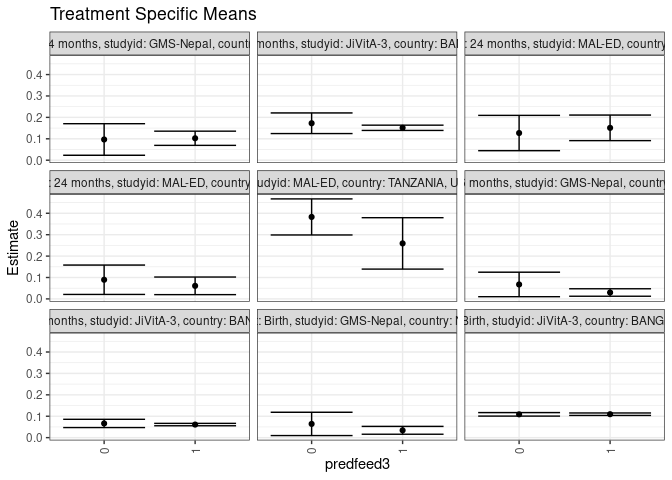 Treatment Specific Means
4 months, studyid: GMS-Nepal, count
months, studyid: JiVitA-3, country: BA
: 24 months, studyid: MAL-ED, country
0.4
0.3
0.2
0.1
0.0
: 24 months, studyid: MAL-ED, country
udyid: MAL-ED, country: TANZANIA, U
months, studyid: GMS-Nepal, country
0.4
0.3
0.2
0.1
0.0
months, studyid: JiVitA-3, country: BAN
: Birth, studyid: GMS-Nepal, country:
Birth, studyid: JiVitA-3, country: BANG
0.4
0.3
0.2
0.1
0.0
Estimate
0
1
0
1
0
1
predfeed3